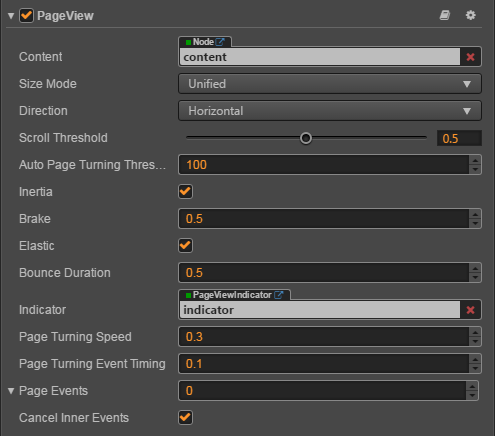 PageView
Node
Content content
Size Mode Unified
Direction Horizontal
Scroll Threshold 0.5
Auto Page Turning Thres... 100
Inertia
Brake 0.5
Elastic
Bounce Duration 0.5
PageViewIndicator
Indicator indicator
Page Turning Speed 0.3
Page Turning Event Timing 0.1
Page Events 0
Cancel Inner Events